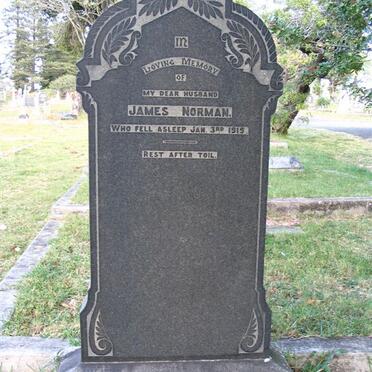 In
Loving Memory
OF
MY DEAR HUSBAND
JAMES NORMAN.
WHO FELL ASLEEP JAN. 3RD 1919.
REST AFTER TOIL.